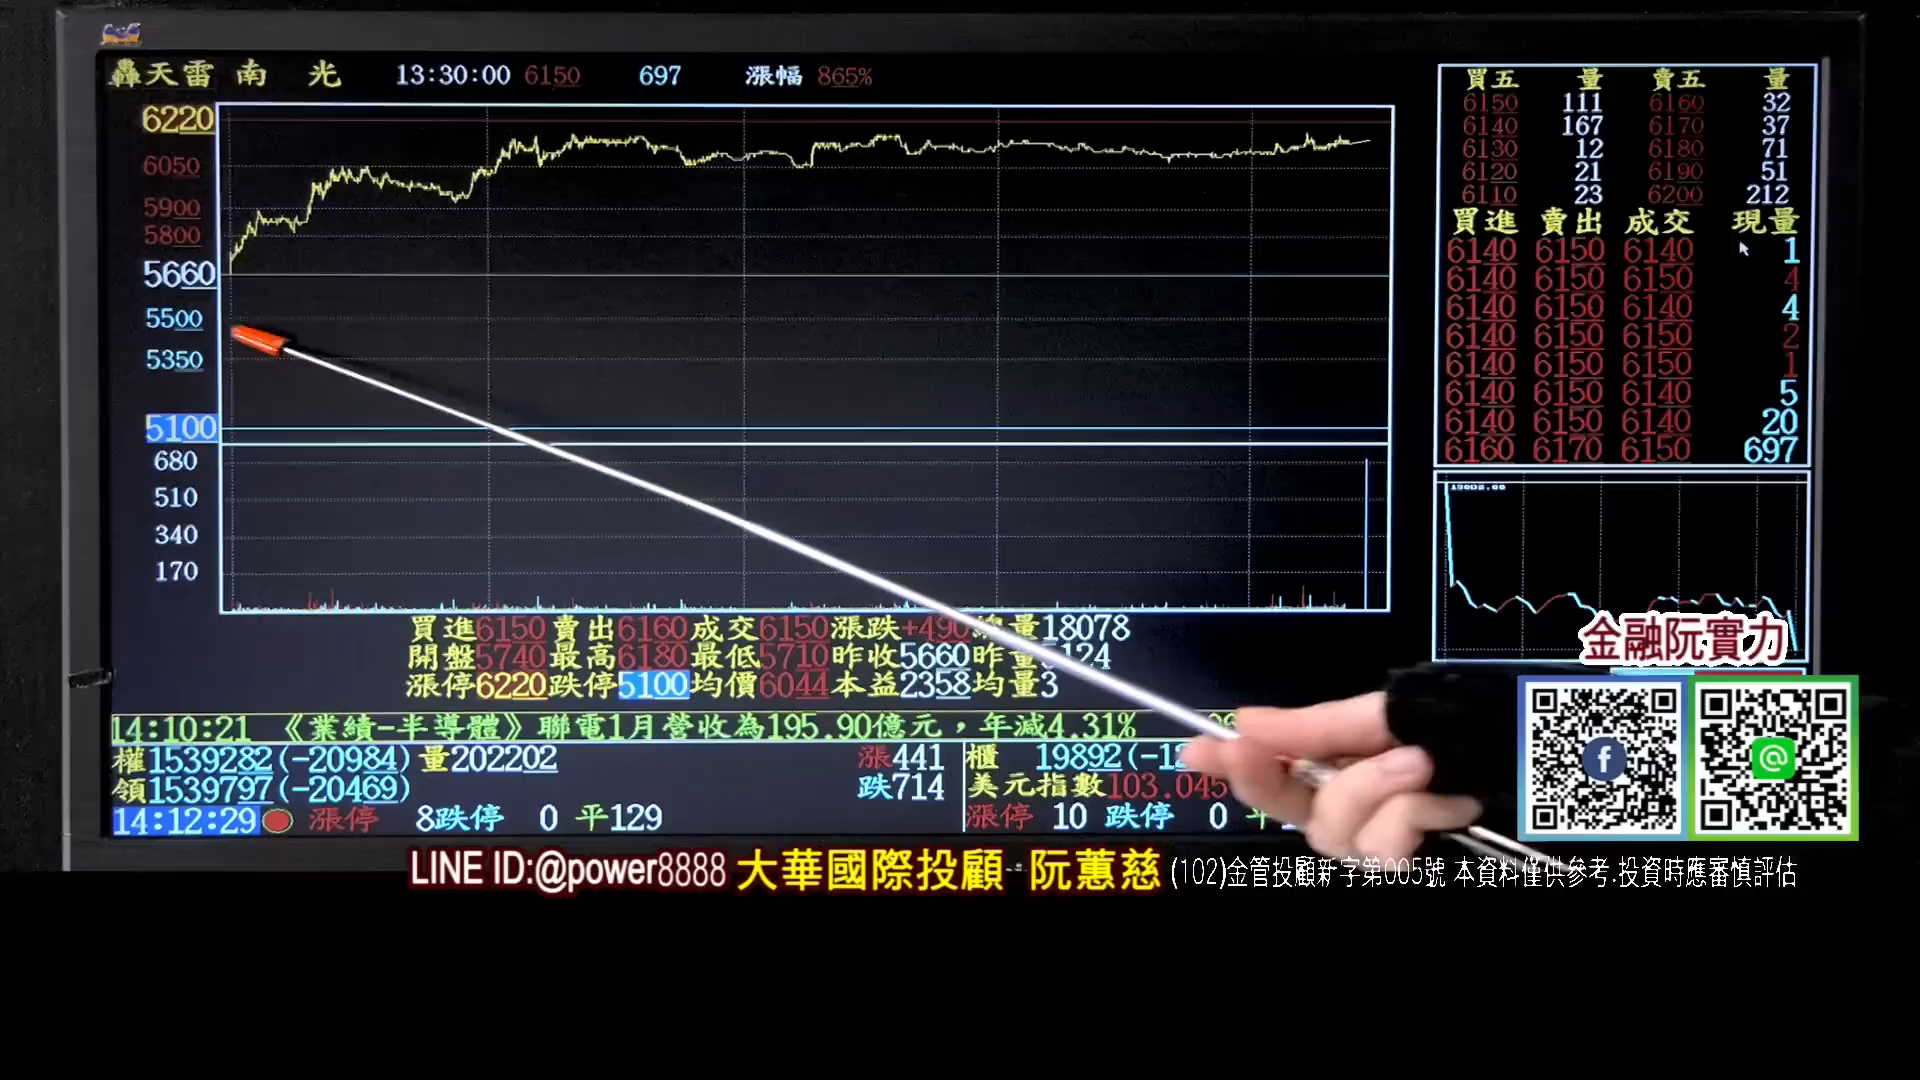 轟天雷 南 光 13:30:00 6150 697 漲幅 865%
6220
6050
5900
5800
5660
5500
5350
5100
680
510
340
170
買五 量 賣五 量
6150 111 6160 32
6140 167 6170 37
6130 12 6180 71
6120 21 6190 51
6110 23 6200 212
買進 賣出 成交 現量
6140 6150 6140 1
6140 6150 6150 4
6140 6150 6140 4
6140 6150 6150 2
6140 6150 6150 1
6140 6150 6140 5
6140 6150 6140 20
6160 6170 6150 697
買進6150賣出6160成交6150漲跌+490 量18078
開盤5740最高6180最低5710昨收5660昨量 124
漲停6220跌停5100均價6044本益2358均量3
14:10:21 《業績-半導體》聯電1月營收為195.90億元，年減4.31%
權1539282(-20984)量202202 漲441
領1539797(-20469) 跌714
14:12:29 漲停 8跌停 0 平129
櫃 19892(-12
美元指數103.045
漲停 10 跌停 0 平1
金融阮實力
LINE ID:@power8888 大華國際投顧 阮蕙慈 (102)金管投顧新字第005號 本資料僅供參考.投資時應審慎評估